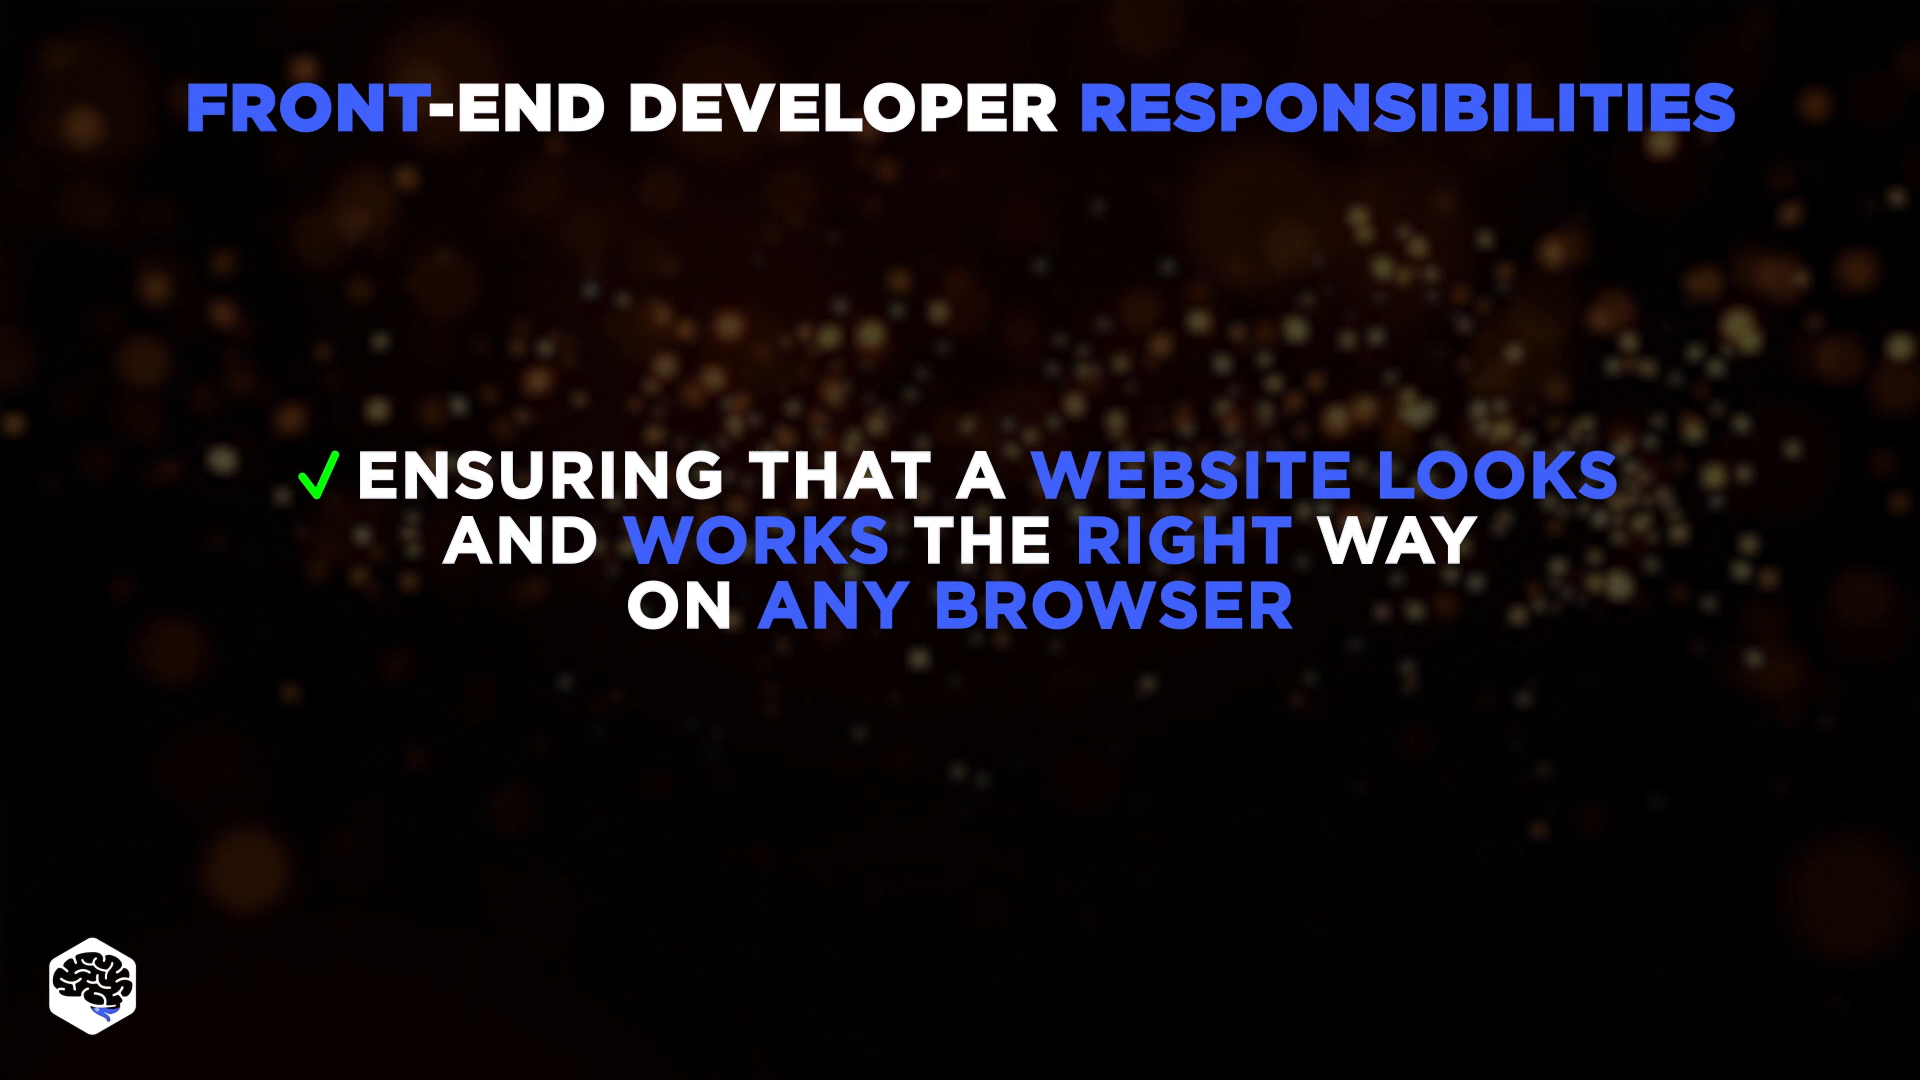 FRONT-END DEVELOPER RESPONSIBILITIES
✓ ENSURING THAT A WEBSITE LOOKS
AND WORKS THE RIGHT WAY
ON ANY BROWSER